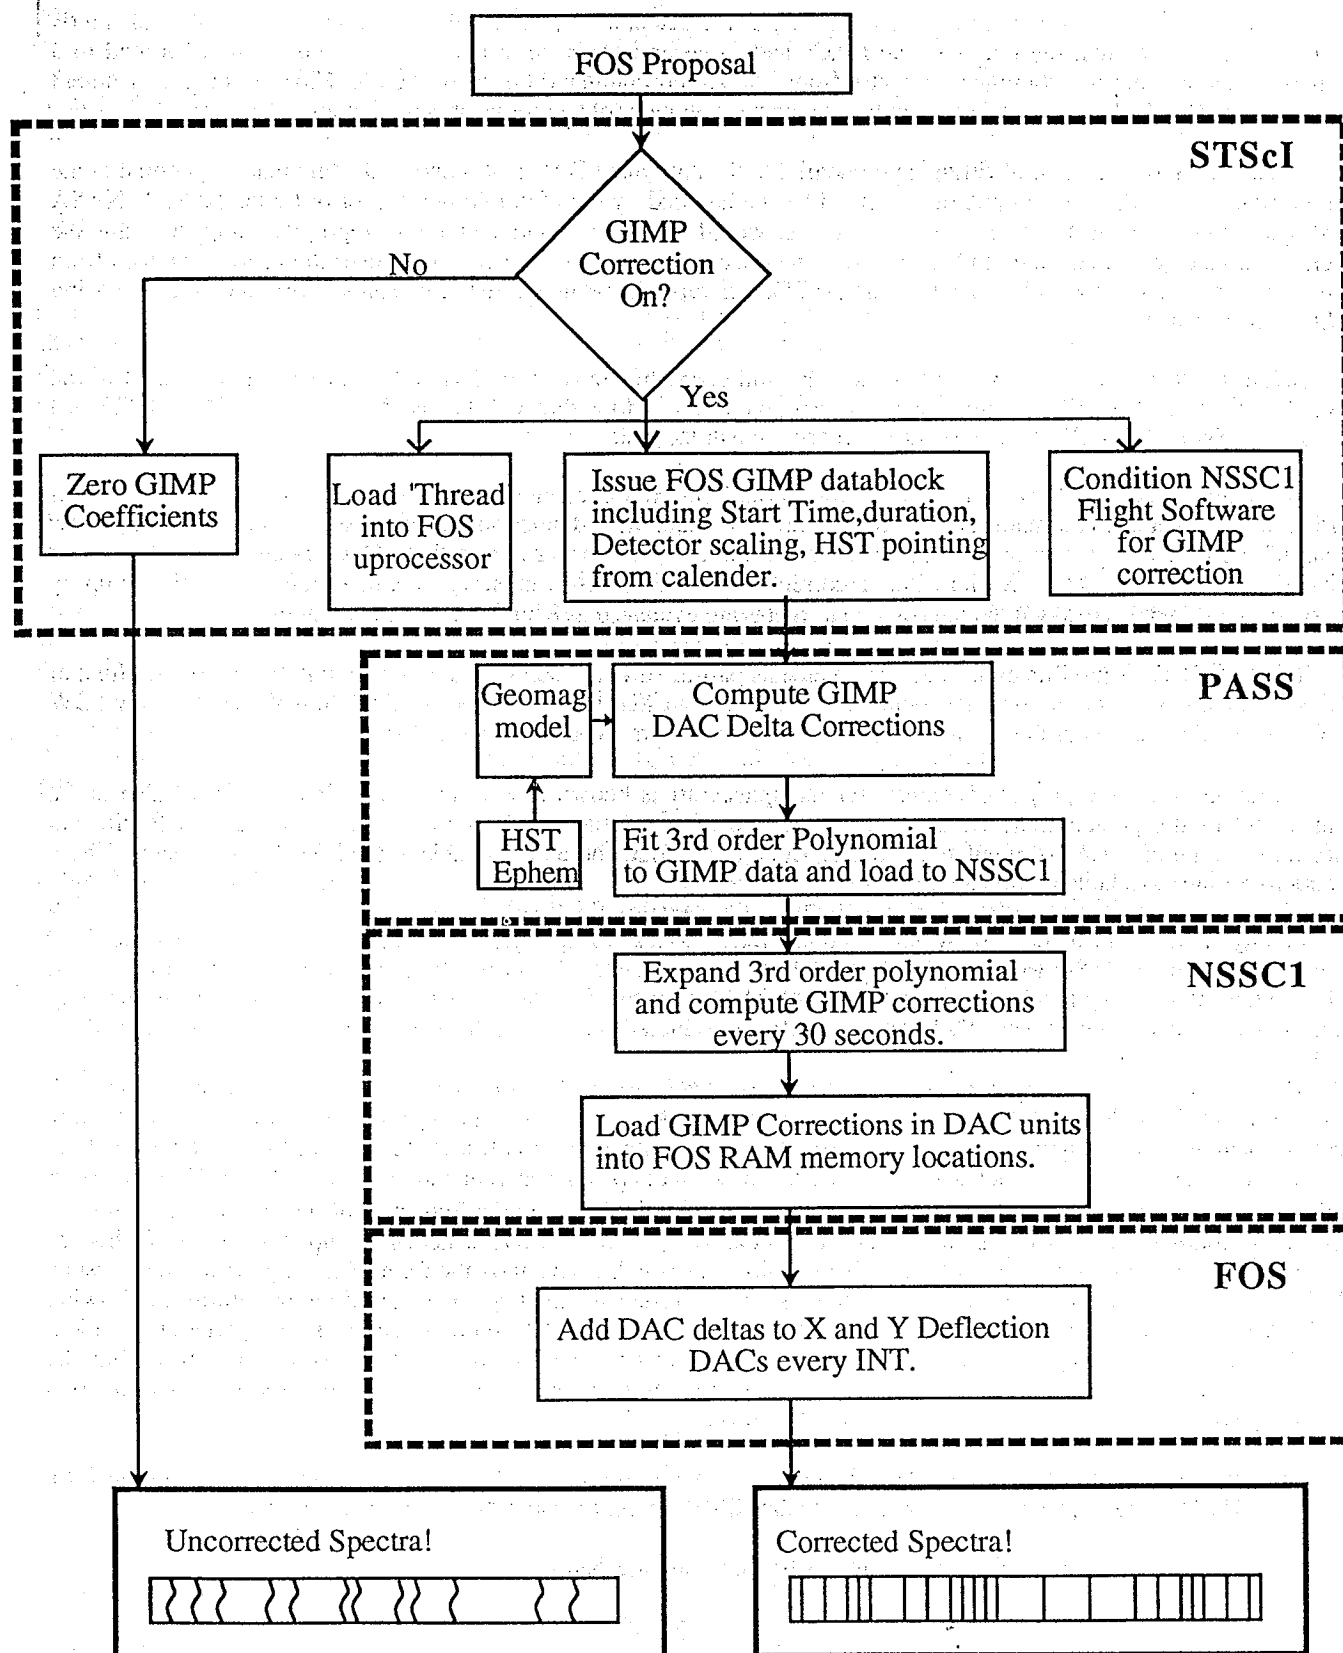 FOS Proposal
STScI
GIMP
Correction
On?
No
Yes
Zero GIMP
Coefficients
Load 'Thread'
into FOS
uprocessor
Issue FOS GIMP datablock
including Start Time,duration,
Detector scaling, HST pointing
from calender.
Condition NSSC1
Flight Software
for GIMP
correction
PASS
Geomag
model
Compute GIMP
DAC Delta Corrections
HST
Ephem
Fit 3rd order Polynomial
to GIMP data and load to NSSC1
NSSC1
Expand 3rd order polynomial
and compute GIMP corrections
every 30 seconds.
Load GIMP Corrections in DAC units
into FOS RAM memory locations.
FOS
Add DAC deltas to X and Y Deflection
DACs every INT.
Uncorrected Spectra!
Corrected Spectra!